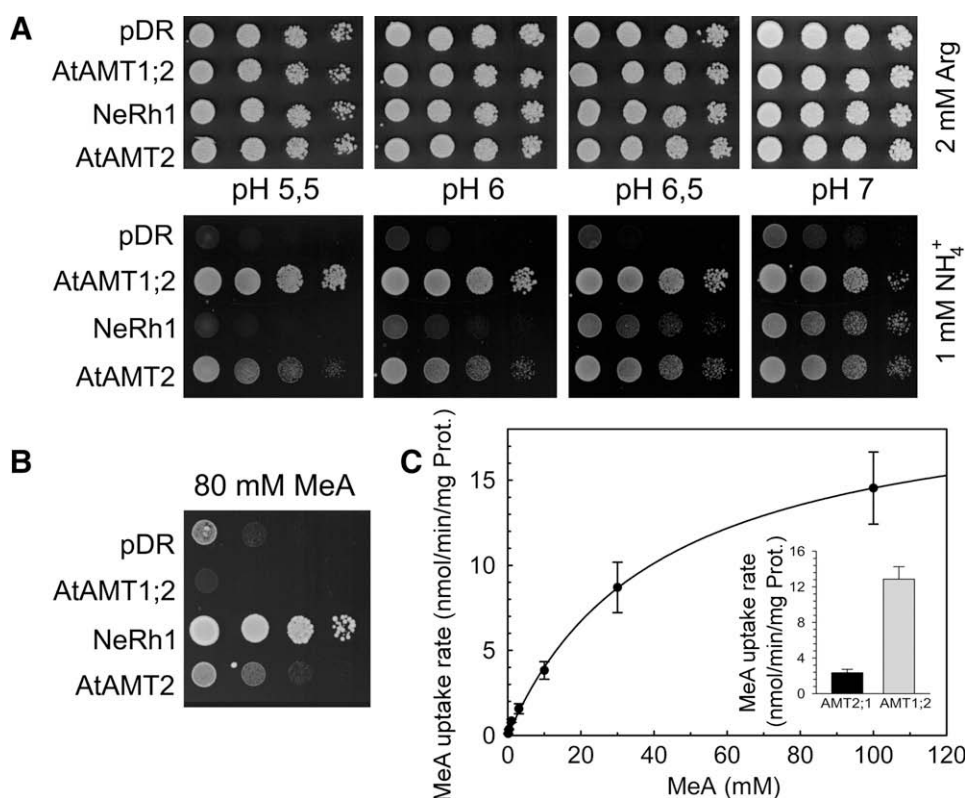 A
pDR
AtAMT1;2
NeRh1
AtAMT2
2 mM Arg
pH 5,5
pH 6
pH 6,5
pH 7
pDR
AtAMT1;2
NeRh1
AtAMT2
1 mM NH₄⁺
B
80 mM MeA
pDR
AtAMT1;2
NeRh1
AtAMT2
C
MeA uptake rate (nmol/min/mg Prot.)
15
10
5
0
0
20
40
60
80
100
120
MeA (mM)
MeA uptake rate
(nmol/min/mg Prot.)
16
12
8
4
0
AMT2;1
AMT1;2